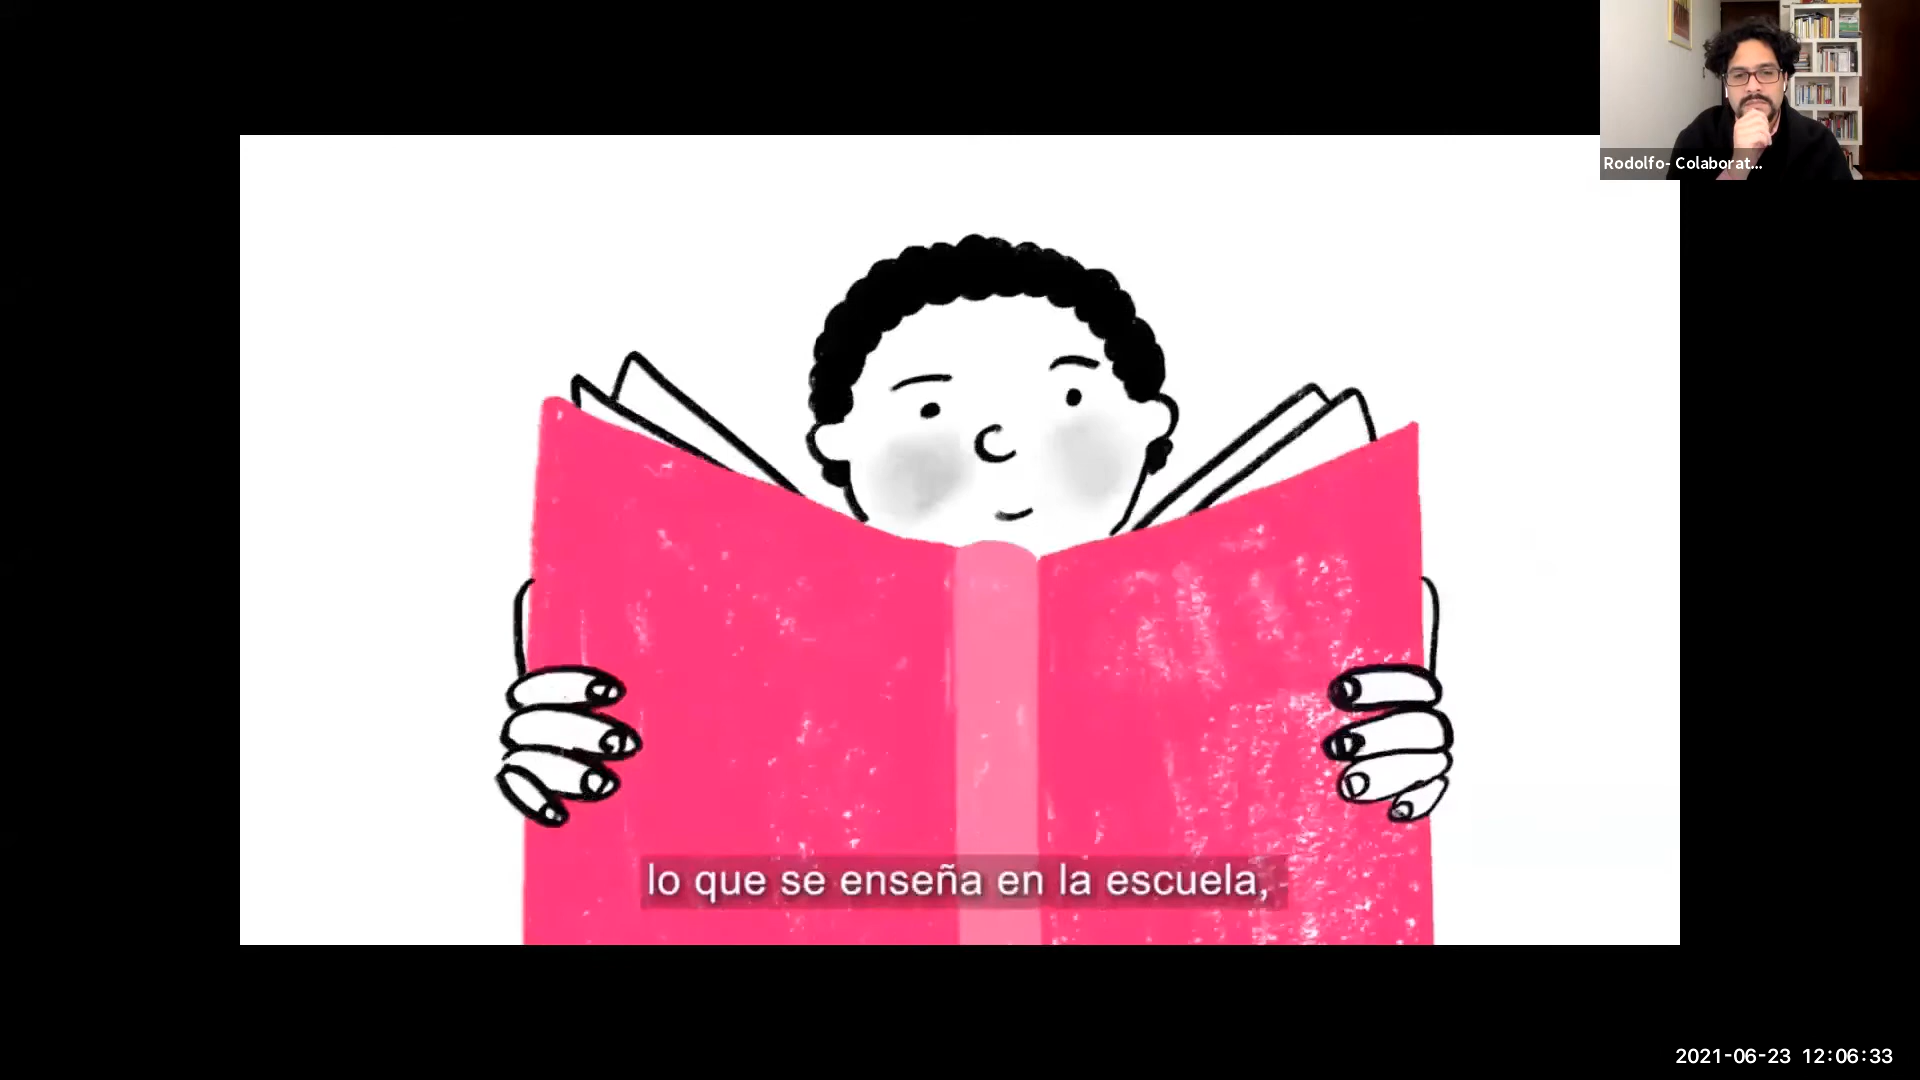 Rodolfo- Colaborat...
lo que se enseña en la escuela,
2021-06-23 12:06:33